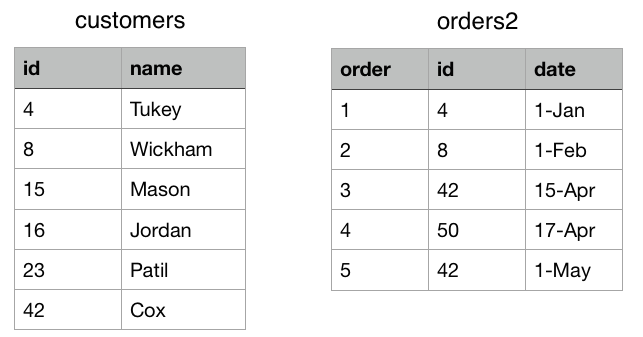 customers
id name
4 Tukey
8 Wickham
15 Mason
16 Jordan
23 Patil
42 Cox
orders2
order id date
1 4 1-Jan
2 8 1-Feb
3 42 15-Apr
4 50 17-Apr
5 42 1-May